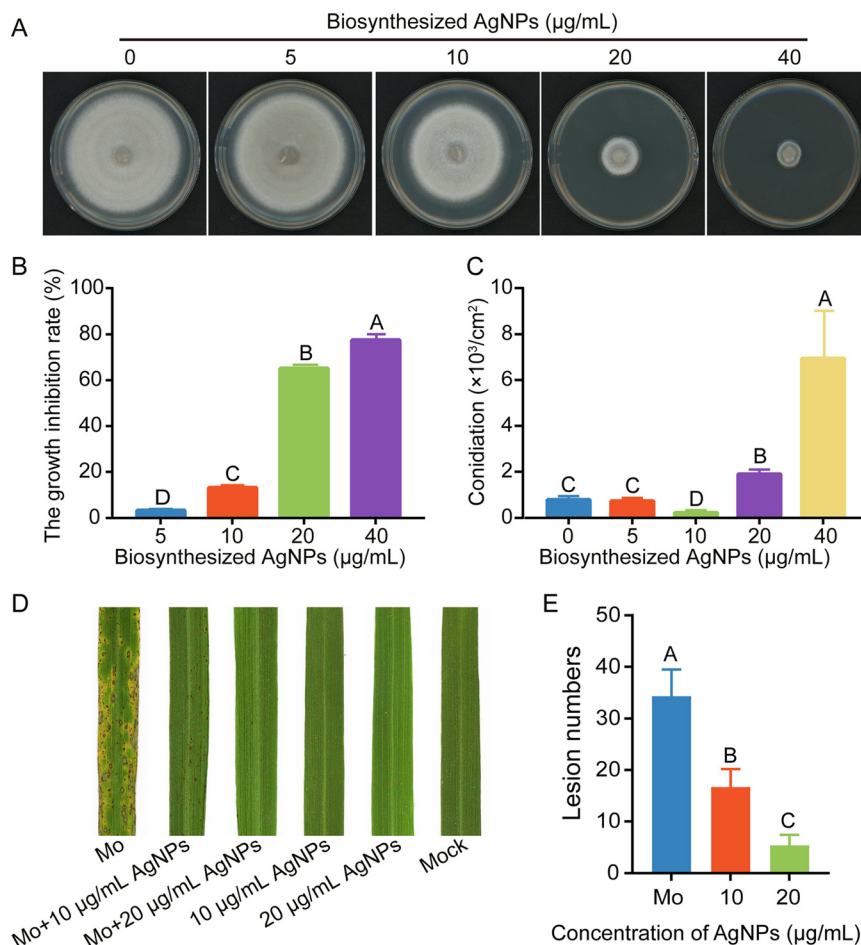 A
Biosynthesized AgNPs (µg/mL)
0 5 10 20 40
B
The growth inhibition rate (%)
100
80
60
40
20
0
D C B A
5 10 20 40
Biosynthesized AgNPs (µg/mL)
C
Conidiation (×10³/cm²)
10
8
6
4
2
0
C C D B A
0 5 10 20 40
Biosynthesized AgNPs (µg/mL)
D
Mo
Mo+10 µg/mL AgNPs
Mo+20 µg/mL AgNPs
10 µg/mL AgNPs
20 µg/mL AgNPs
Mock
E
Lesion numbers
50
40
30
20
10
0
A B C
Mo 10 20
Concentration of AgNPs (µg/mL)